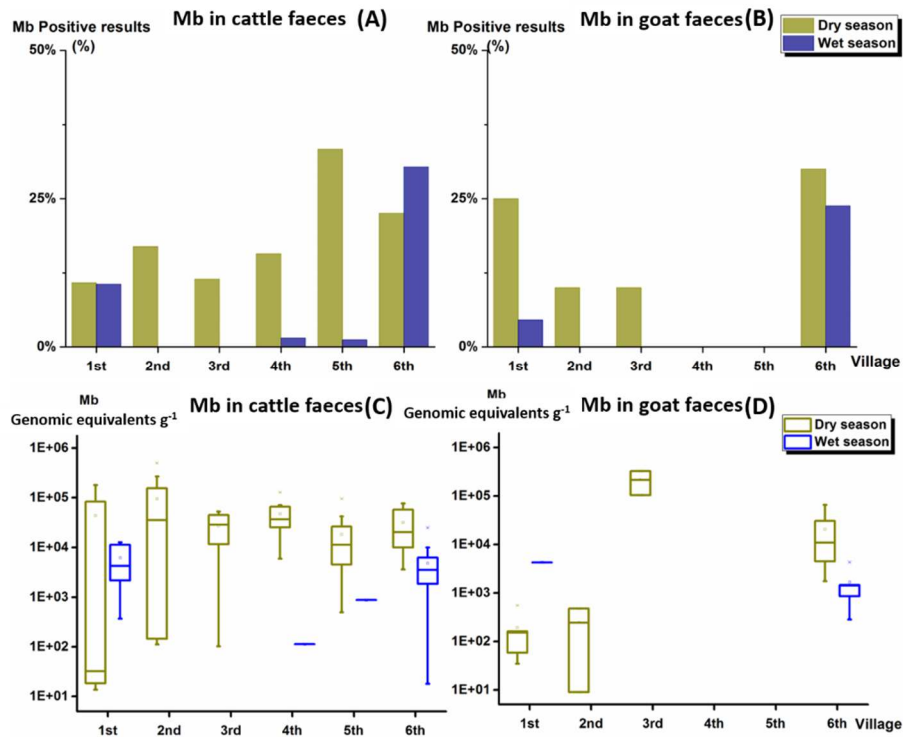 Mb in cattle faeces (A)
Mb Positive results
(%)
50%
25%
0%
1st 2nd 3rd 4th 5th 6th
Mb in goat faeces(B)
Mb Positive results
(%)
50%
25%
0%
1st 2nd 3rd 4th 5th 6th Village
Dry season
Wet season
Mb in cattle faeces(C)
Mb
Genomic equivalents g-1
1E+06
1E+05
1E+04
1E+03
1E+02
1E+01
1st 2nd 3rd 4th 5th 6th
Mb in goat faeces(D)
Mb
Genomic equivalents g-1
1E+06
1E+05
1E+04
1E+03
1E+02
1E+01
1st 2nd 3rd 4th 5th 6th Village
Dry season
Wet season